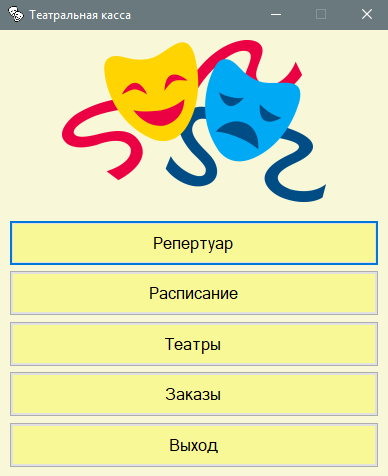 Театральная касса
Репертуар
Расписание
Театры
Заказы
Выход